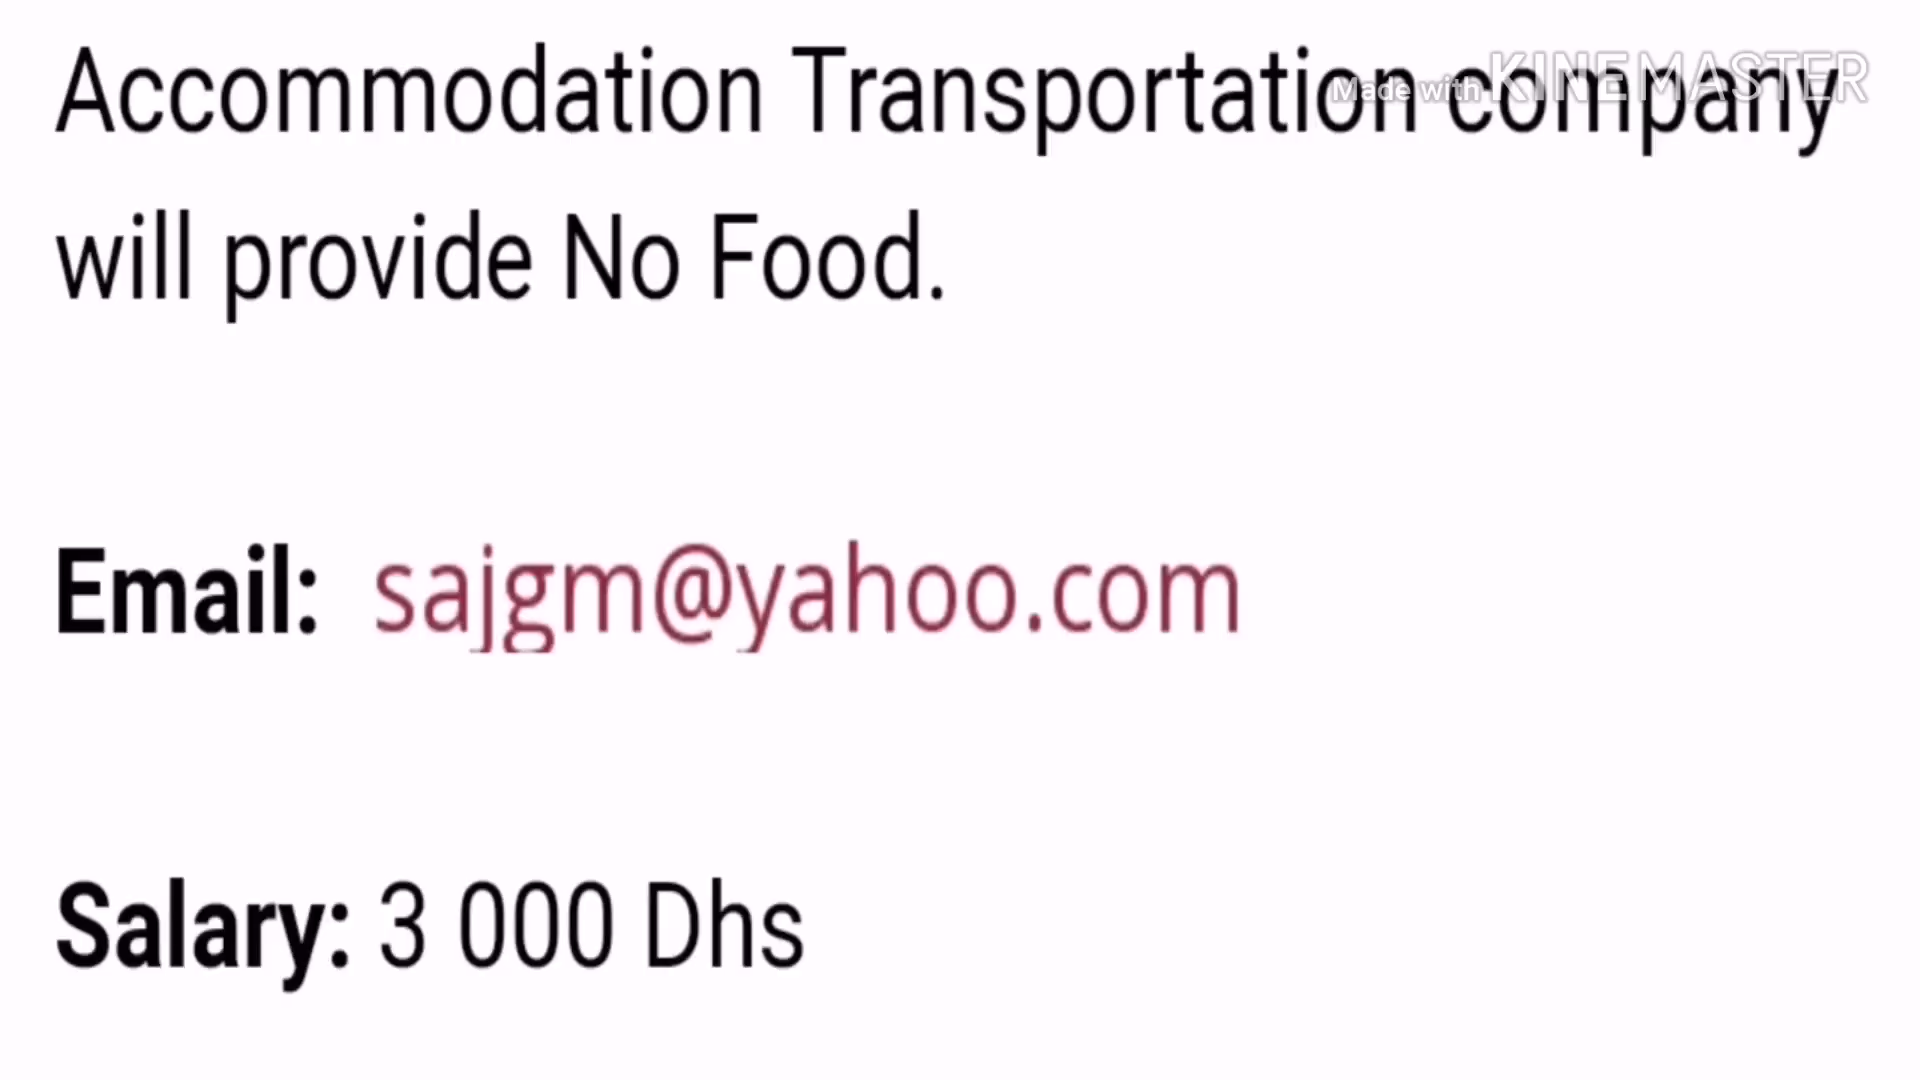 Accommodation Transportation company
Made with KINEMASTER
will provide No Food.
Email: sajgm@yahoo.com
Salary: 3 000 Dhs